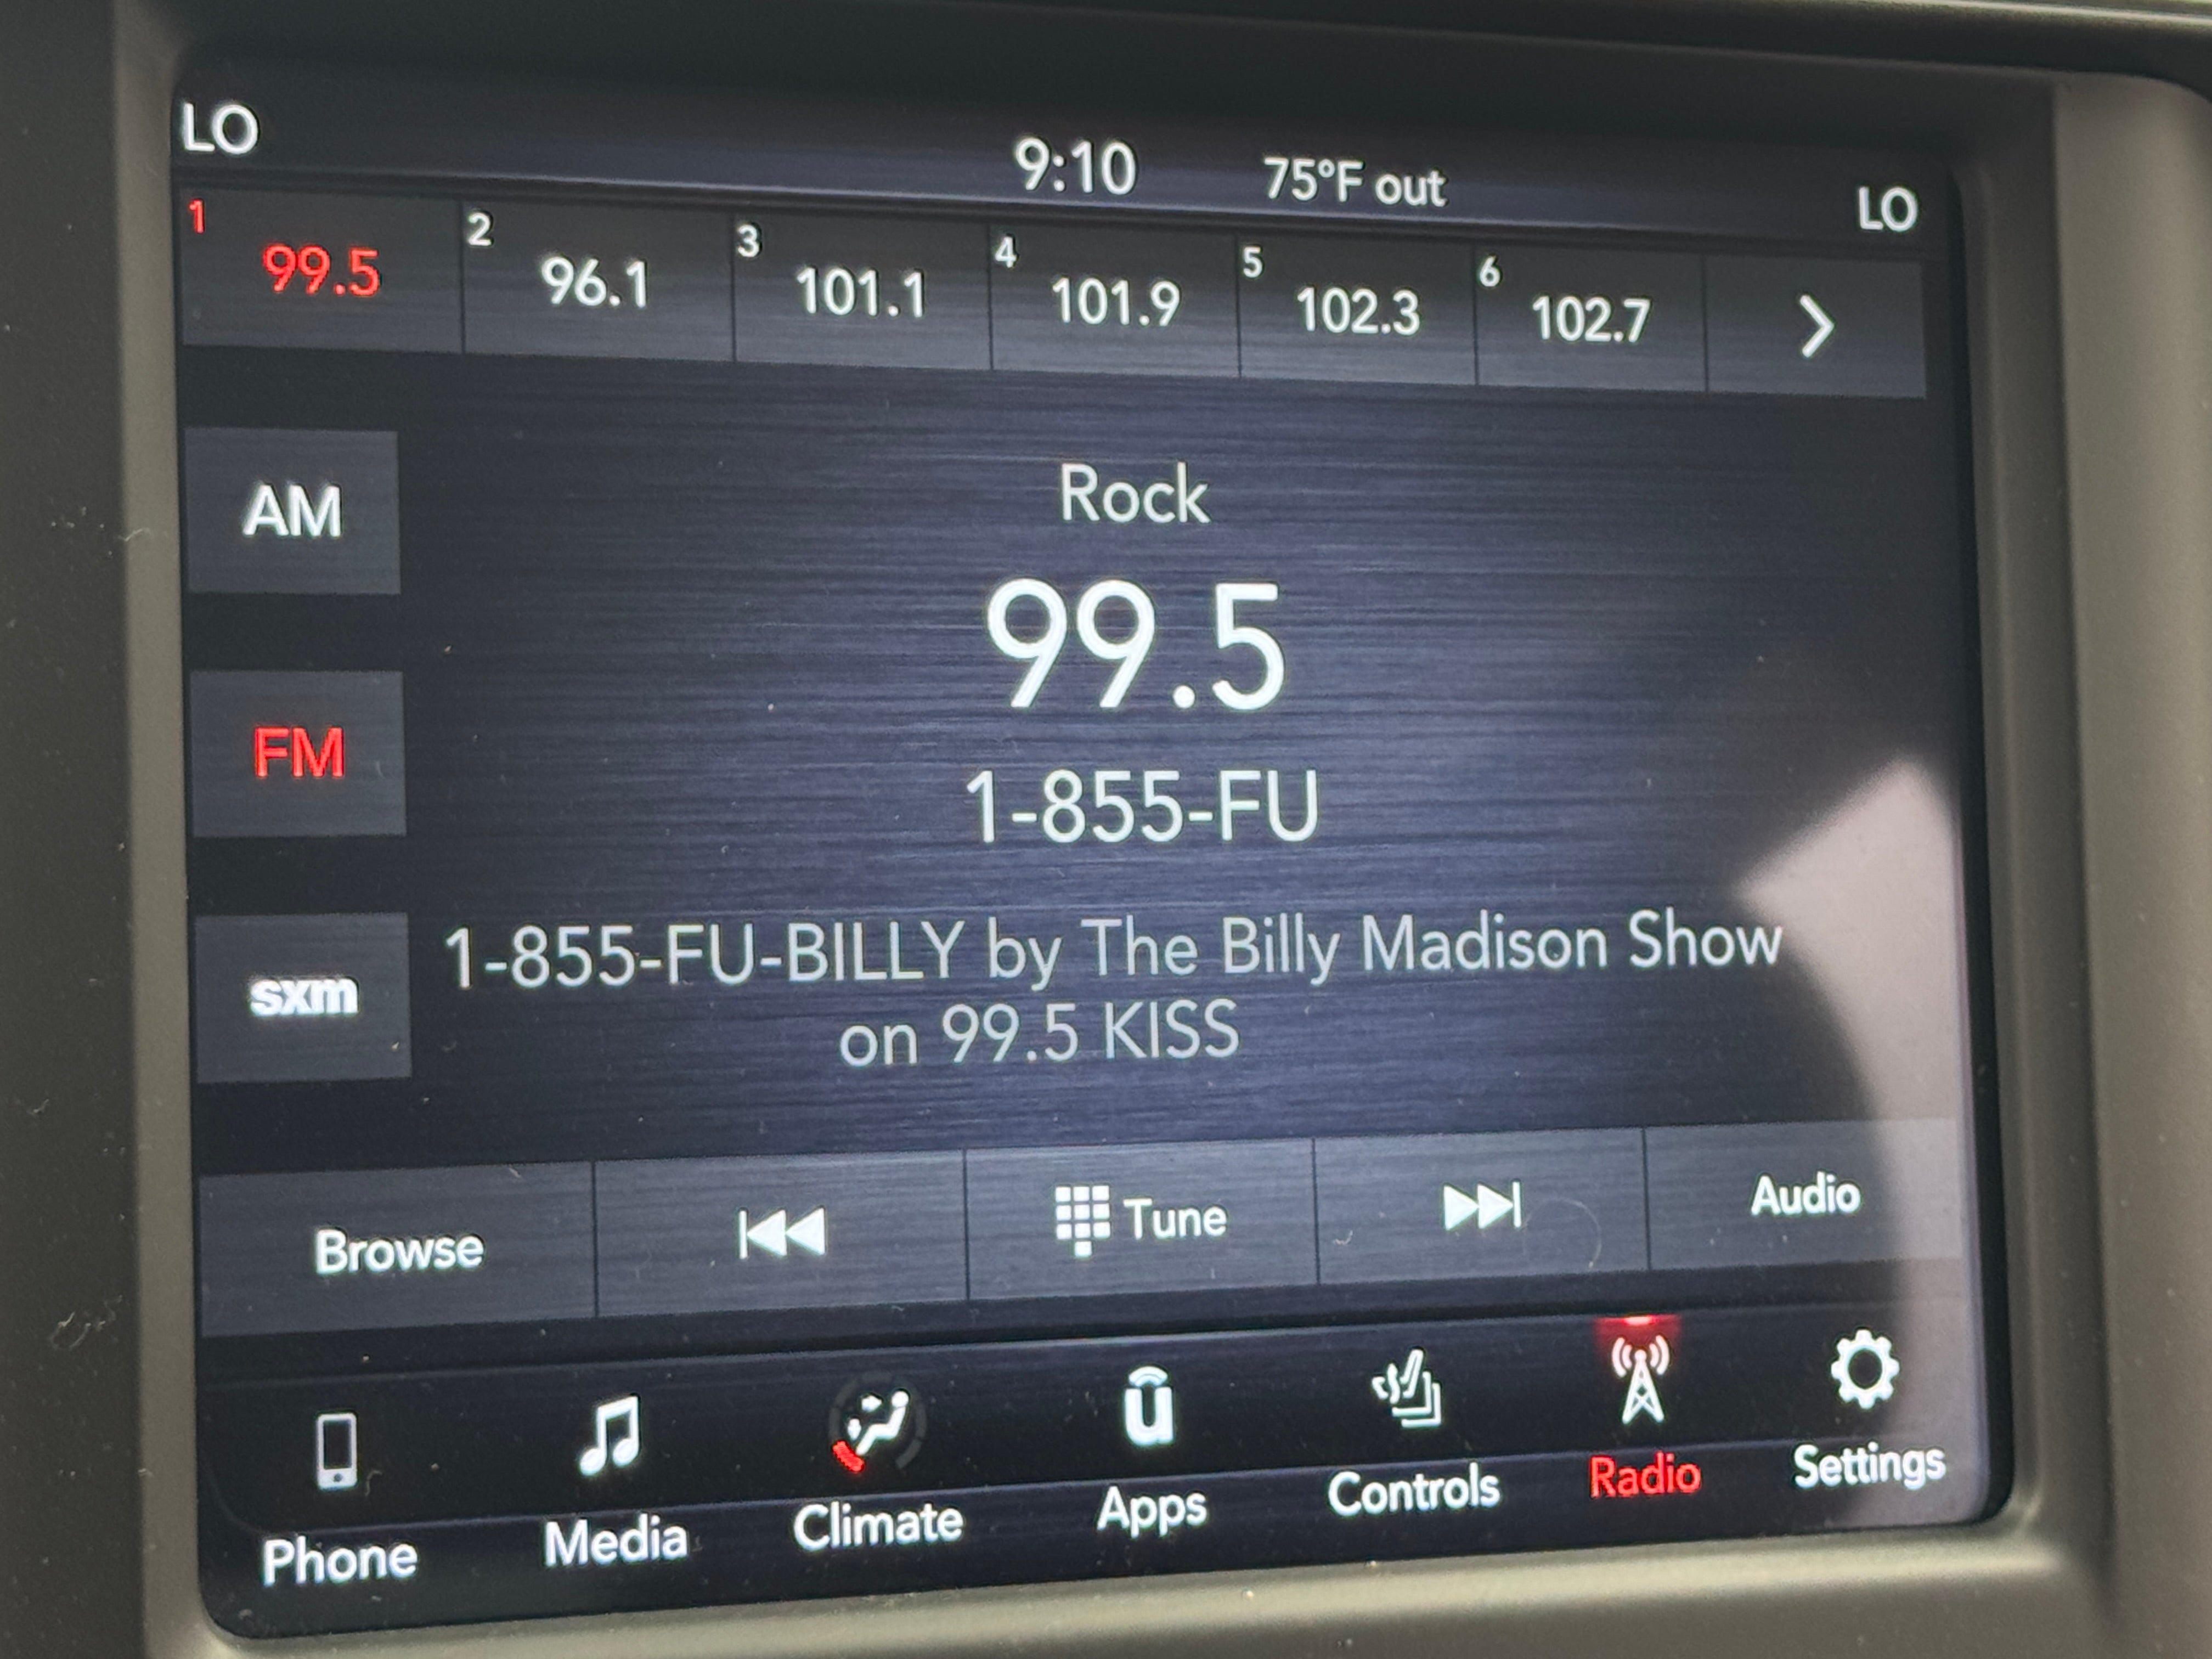 LO
9:10 75°F out
LO
1 99.5 2 96.1 3 101.1 4 101.9 5 102.3 6 102.7
AM
FM
sxm
Rock
99.5
1-855-FU
1-855-FU-BILLY by The Billy Madison Show
on 99.5 KISS
Browse Tune Audio
u
Phone Media Climate Apps Controls Radio Settings